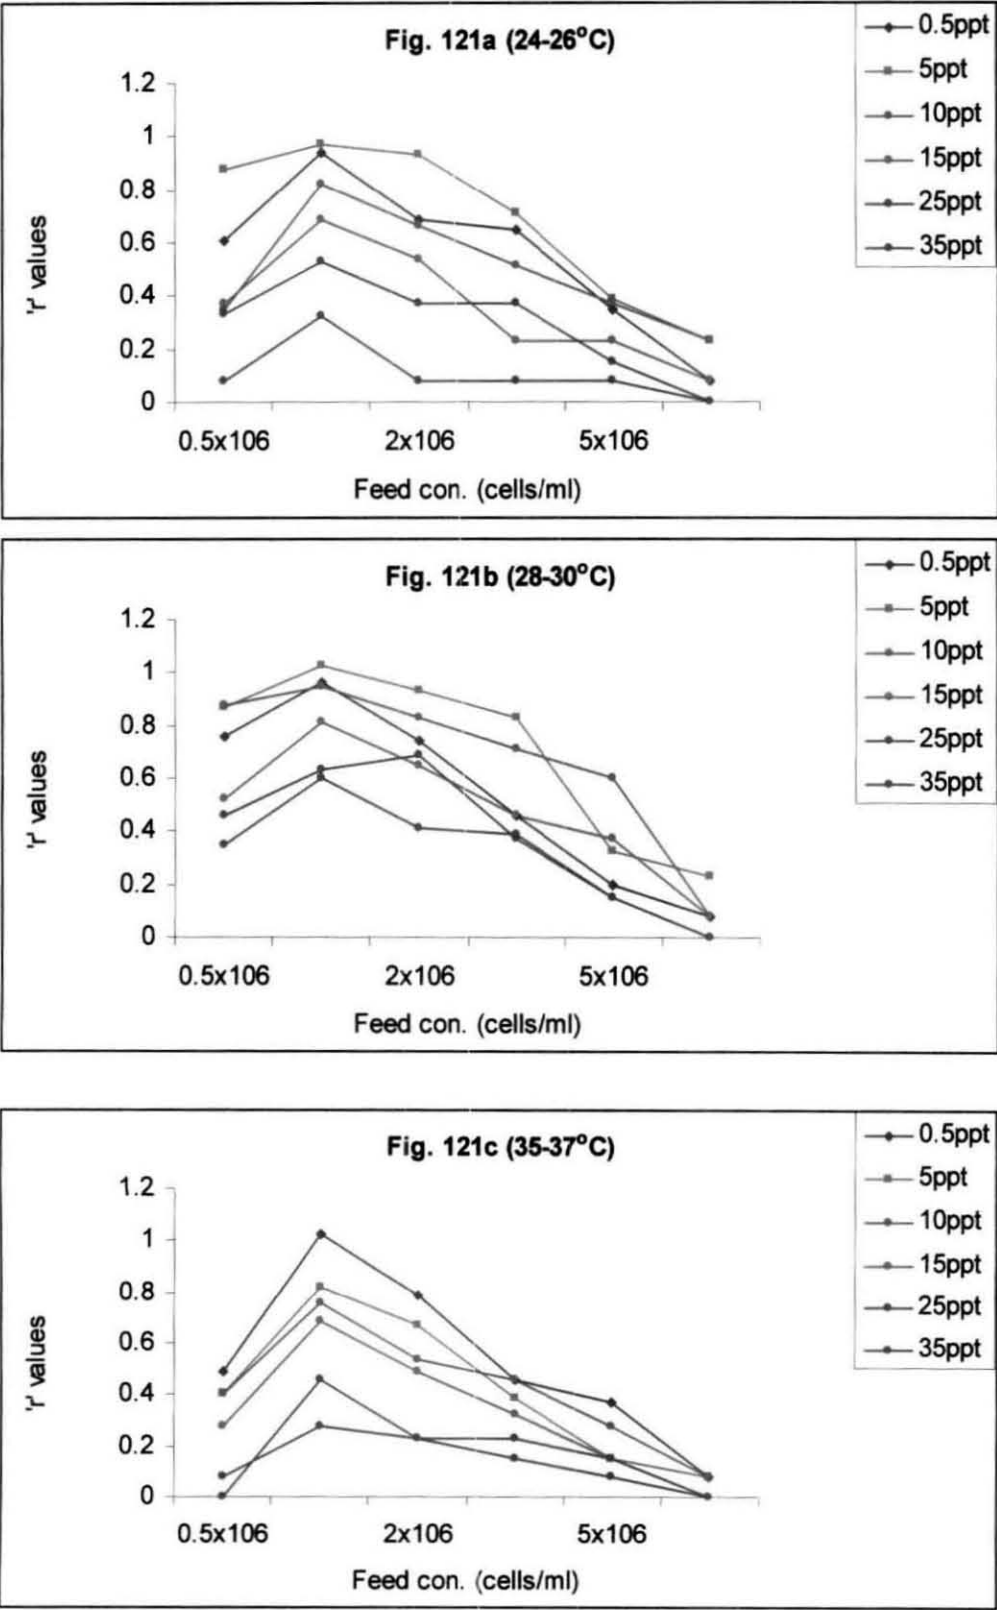 Fig. 121a (24-26°C)
0.5ppt
5ppt
10ppt
15ppt
25ppt
35ppt
1.2
1
0.8
0.6
0.4
0.2
0
'r' values
0.5x106 2x106 5x106
Feed con. (cells/ml)
Fig. 121b (28-30°C)
0.5ppt
5ppt
10ppt
15ppt
25ppt
35ppt
1.2
1
0.8
0.6
0.4
0.2
0
'r' values
0.5x106 2x106 5x106
Feed con. (cells/ml)
Fig. 121c (35-37°C)
0.5ppt
5ppt
10ppt
15ppt
25ppt
35ppt
1.2
1
0.8
0.6
0.4
0.2
0
'r' values
0.5x106 2x106 5x106
Feed con. (cells/ml)